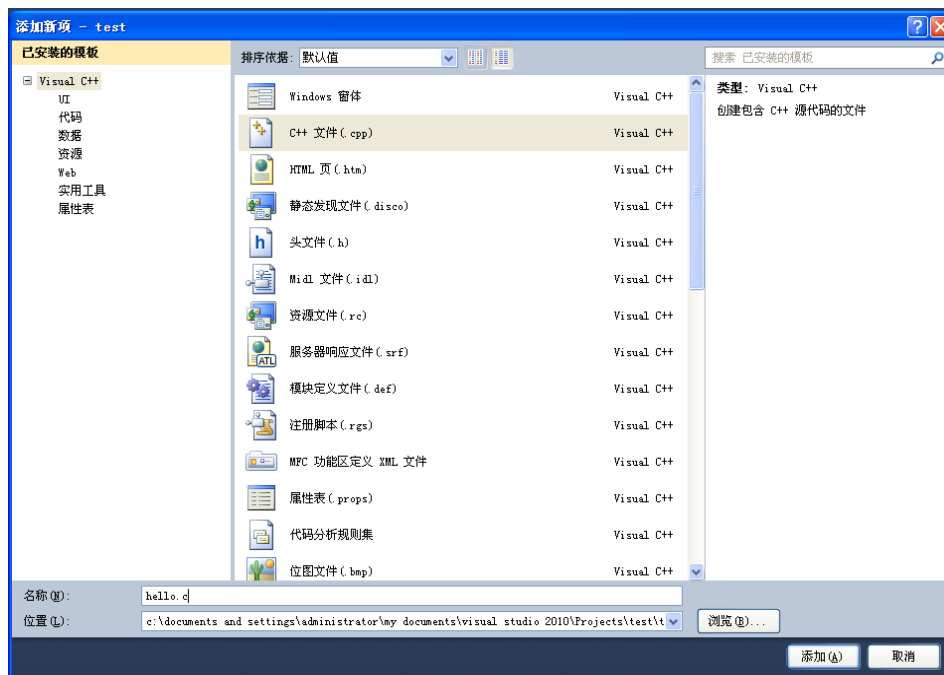 添加新项 - test
已安装的模板
排序依据: 默认值
搜索 已安装的模板
Visual C++
UI
代码
数据
资源
Web
实用工具
属性表
Windows 窗体 Visual C++
C++ 文件(.cpp) Visual C++
HTML 页(.htm) Visual C++
静态发现文件(.disco) Visual C++
头文件(.h) Visual C++
Midl 文件(.idl) Visual C++
资源文件(.rc) Visual C++
服务器响应文件(.srf) Visual C++
模块定义文件(.def) Visual C++
注册脚本(.rgs) Visual C++
MFC 功能区定义 XML 文件 Visual C++
属性表(.props) Visual C++
代码分析规则集 Visual C++
位图文件(.bmp) Visual C++
类型: Visual C++
创建包含 C++ 源代码的文件
h
ATL
名称(N): hello.c
位置(L): c:\documents and settings\administrator\my documents\visual studio 2010\Projects\test\t
浏览(B)...
添加(A)
取消